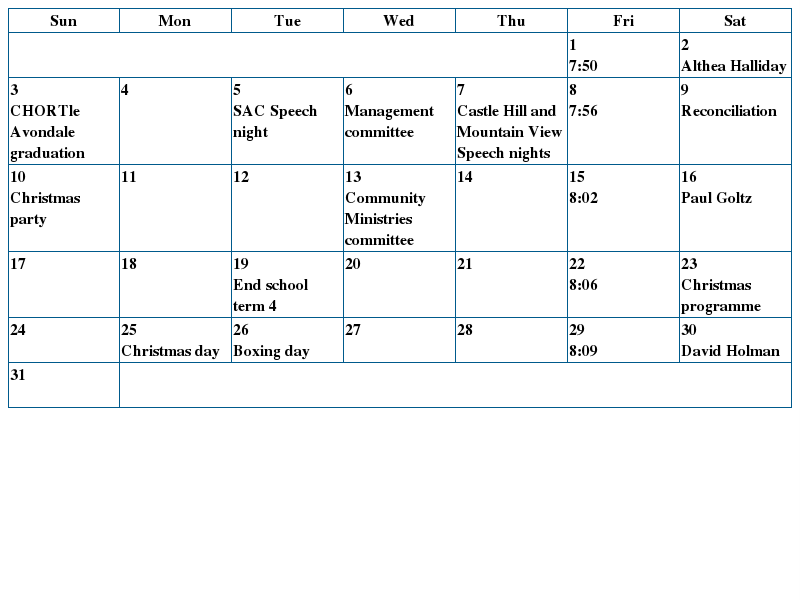 Sun Mon Tue Wed Thu Fri Sat
1
7:50
2
Althea Halliday
3
CHORTle
Avondale
graduation
4
5
SAC Speech
night
6
Management
committee
7
Castle Hill and
Mountain View
Speech nights
8
7:56
9
Reconciliation
10
Christmas
party
11
12
13
Community
Ministries
committee
14
15
8:02
16
Paul Goltz
17
18
19
End school
term 4
20
21
22
8:06
23
Christmas
programme
24
25
Christmas day
26
Boxing day
27
28
29
8:09
30
David Holman
31